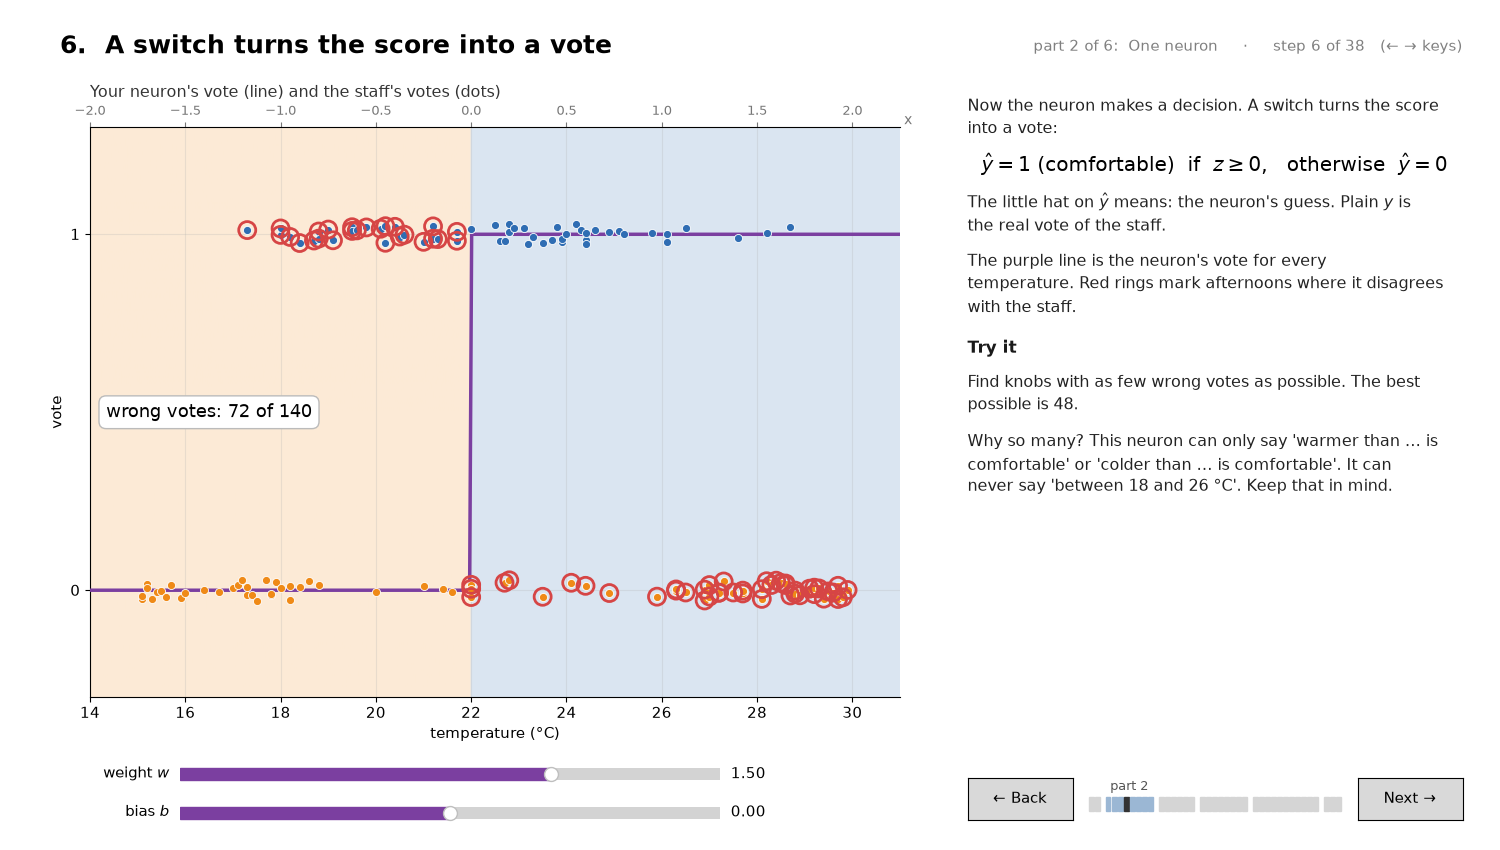 6.  A switch turns the score into a vote
part 2 of 6:  One neuron   ·   step 6 of 38   (← → keys)
Your neuron's vote (line) and the staff's votes (dots)
−2.0 −1.5 −1.0 −0.5 0.0 0.5 1.0 1.5 2.0
x
1
0
vote
wrong votes: 72 of 140
14 16 18 20 22 24 26 28 30
temperature (°C)
weight w 1.50
bias b 0.00
Now the neuron makes a decision. A switch turns the score
into a vote:
ŷ = 1 (comfortable)  if  z ≥ 0,   otherwise  ŷ = 0
The little hat on ŷ means: the neuron's guess. Plain y is
the real vote of the staff.
The purple line is the neuron's vote for every
temperature. Red rings mark afternoons where it disagrees
with the staff.
Try it
Find knobs with as few wrong votes as possible. The best
possible is 48.
Why so many? This neuron can only say 'warmer than … is
comfortable' or 'colder than … is comfortable'. It can
never say 'between 18 and 26 °C'. Keep that in mind.
← Back
part 2
Next →